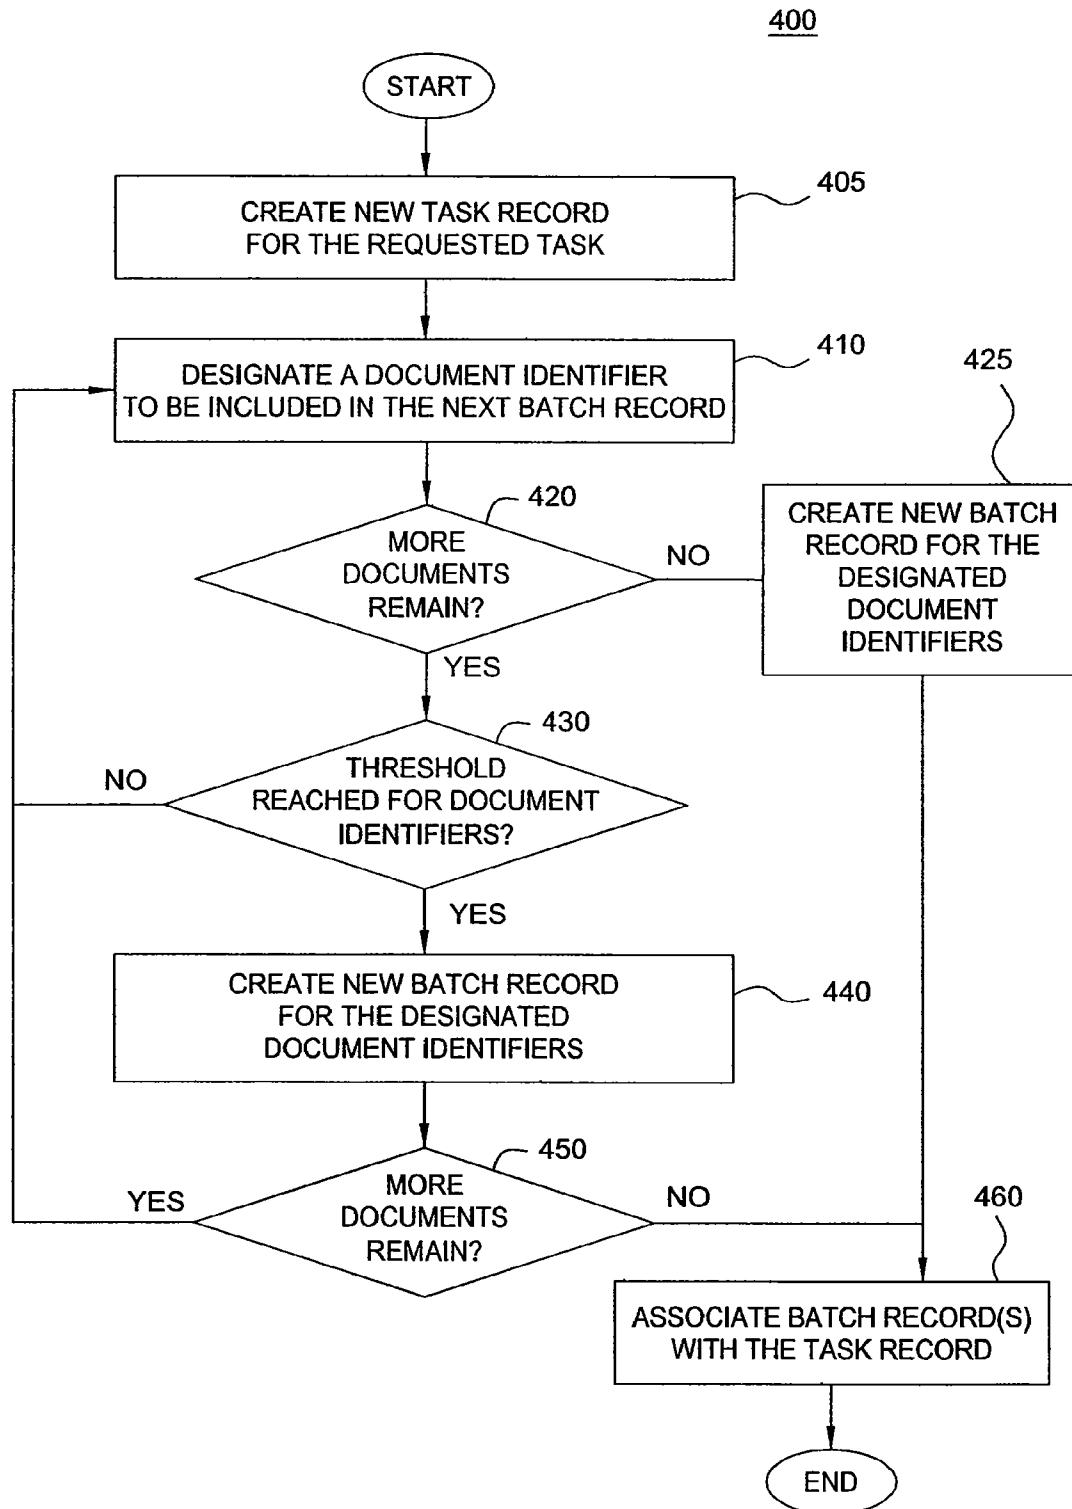 400
START
405
CREATE NEW TASK RECORD
FOR THE REQUESTED TASK
410
DESIGNATE A DOCUMENT IDENTIFIER
TO BE INCLUDED IN THE NEXT BATCH RECORD
425
CREATE NEW BATCH
RECORD FOR THE
DESIGNATED
DOCUMENT
IDENTIFIERS
420
MORE
DOCUMENTS
REMAIN?
NO
YES
430
THRESHOLD
REACHED FOR DOCUMENT
IDENTIFIERS?
NO
YES
440
CREATE NEW BATCH RECORD
FOR THE DESIGNATED
DOCUMENT IDENTIFIERS
450
MORE
DOCUMENTS
REMAIN?
YES
NO
460
ASSOCIATE BATCH RECORD(S)
WITH THE TASK RECORD
END